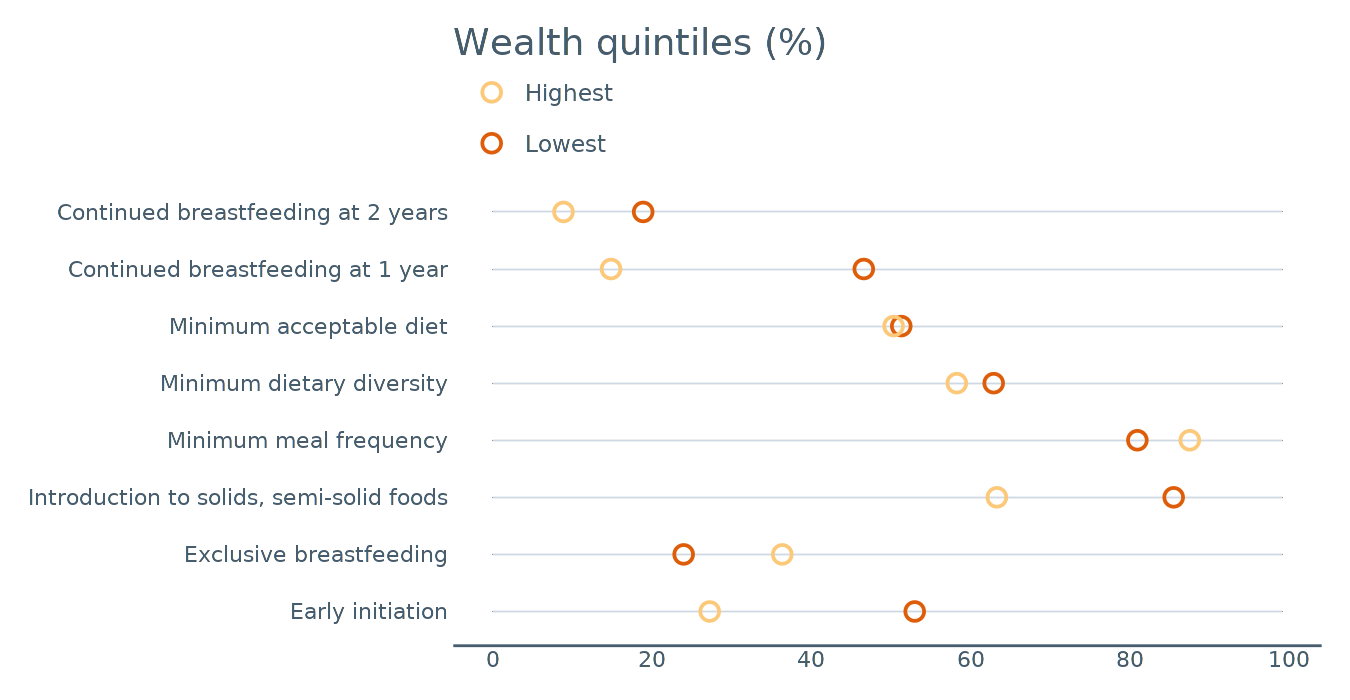 Wealth quintiles (%)
Highest
Lowest
Continued breastfeeding at 2 years
Continued breastfeeding at 1 year
Minimum acceptable diet
Minimum dietary diversity
Minimum meal frequency
Introduction to solids, semi-solid foods
Exclusive breastfeeding
Early initiation
0 20 40 60 80 100